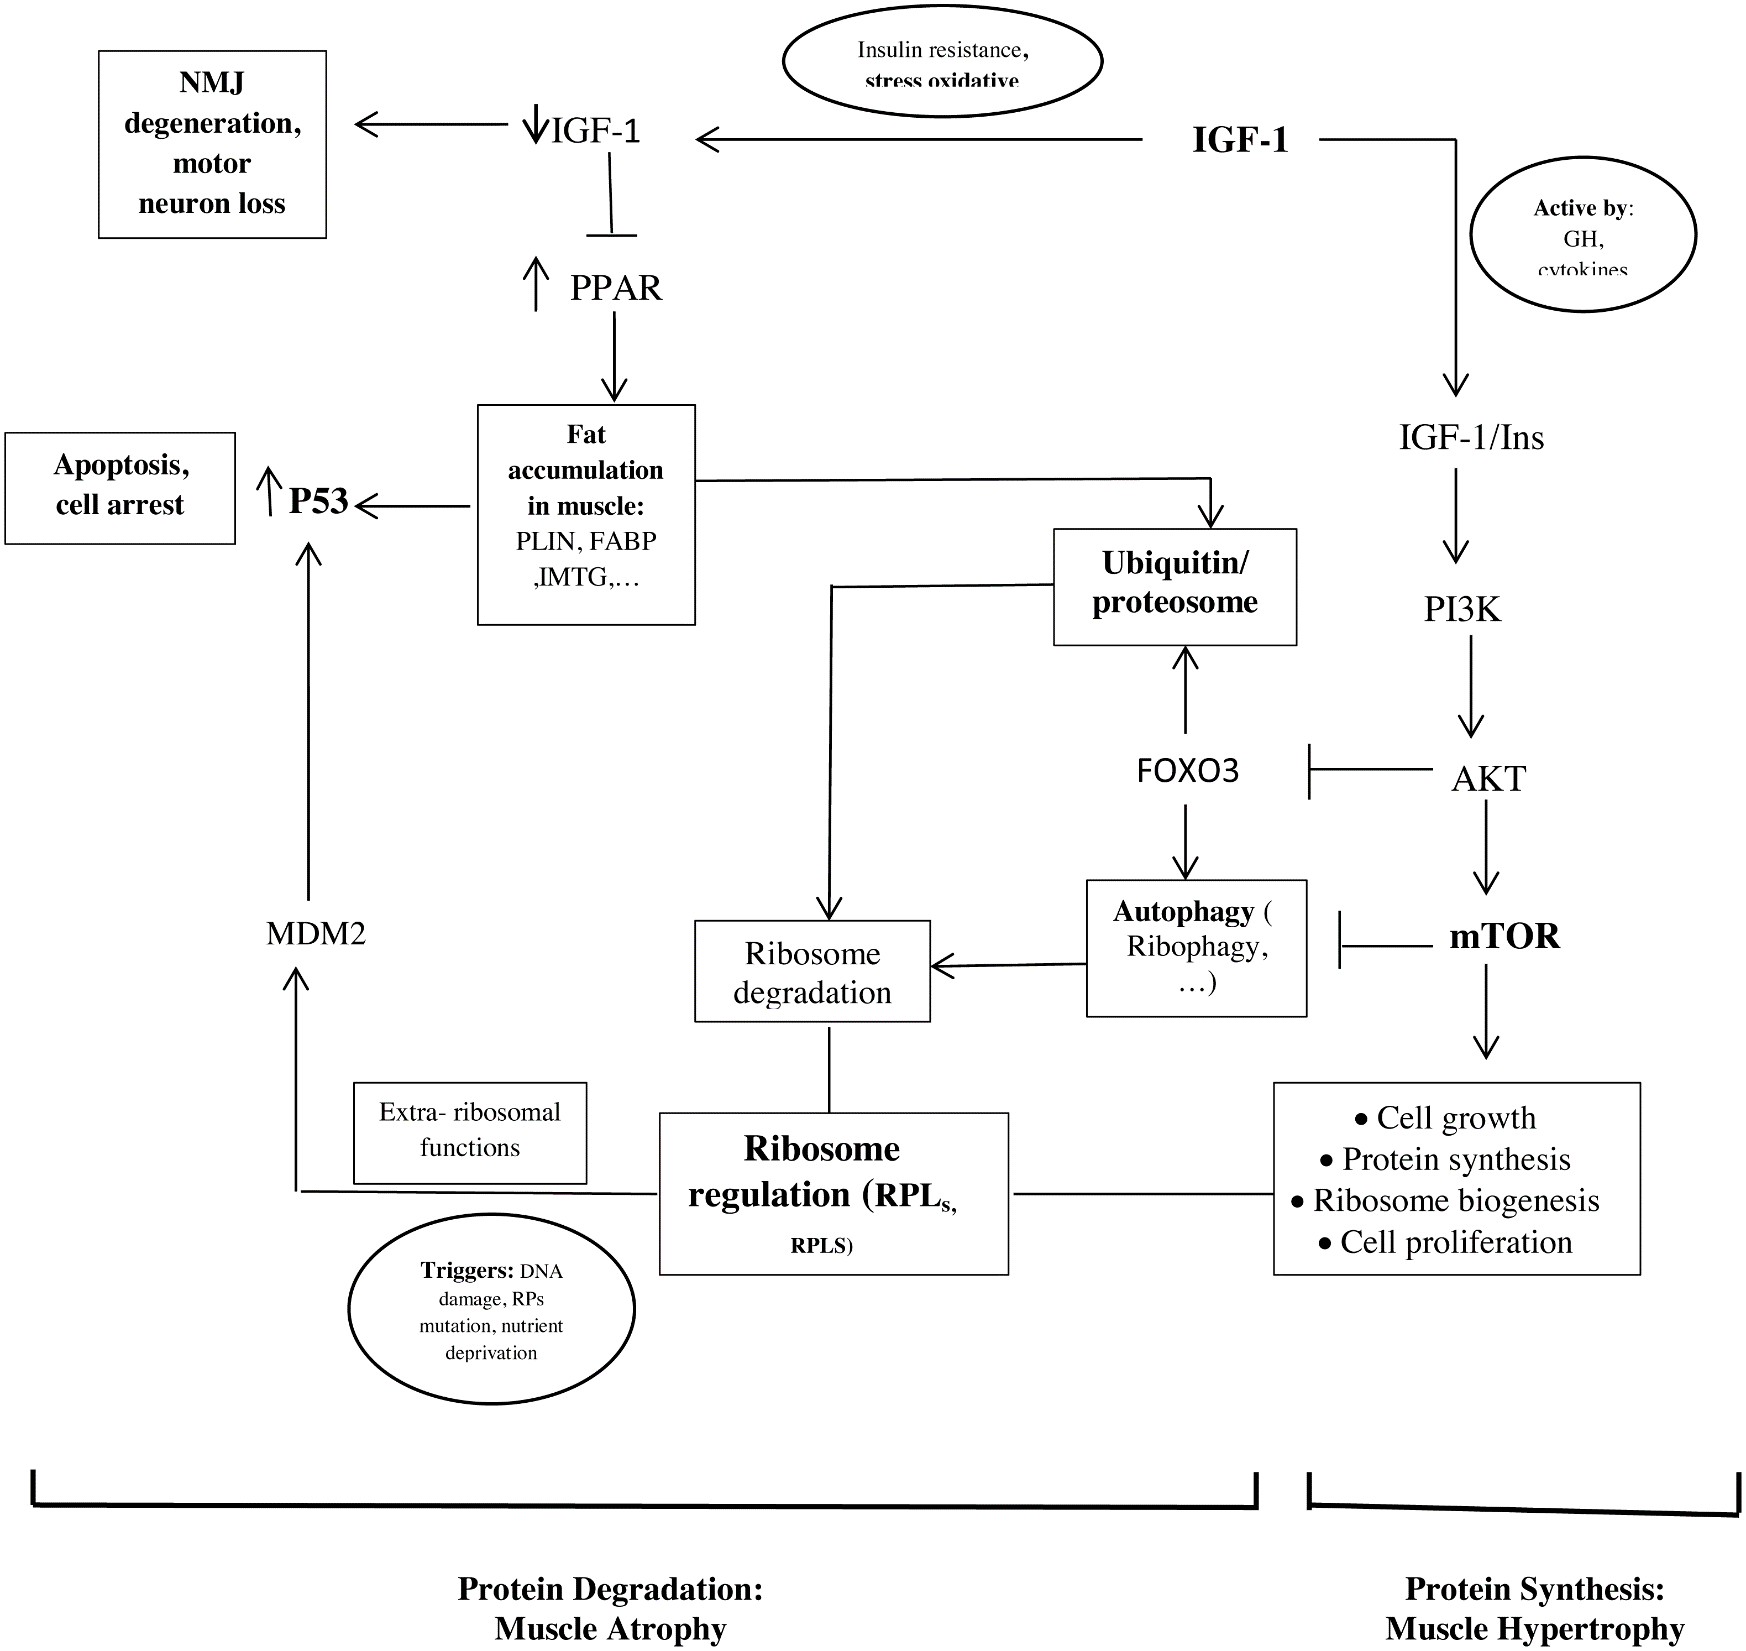 Insulin resistance,
stress oxidative
NMJ
degeneration,
motor
neuron loss
IGF-1
IGF-1
Active by:
GH,
cytokines
PPAR
IGF-1/Ins
Fat
accumulation
in muscle:
PLIN, FABP
,IMTG,...
Apoptosis,
cell arrest
P53
Ubiquitin/
proteosome
PI3K
FOXO3
AKT
MDM2
Autophagy (
Ribophagy,
...)
mTOR
Ribosome
degradation
Extra- ribosomal
functions
Ribosome
regulation (RPLs,
RPLS)
• Cell growth
• Protein synthesis
• Ribosome biogenesis
• Cell proliferation
Triggers: DNA
damage, RPs
mutation, nutrient
deprivation
Protein Degradation:
Muscle Atrophy
Protein Synthesis:
Muscle Hypertrophy